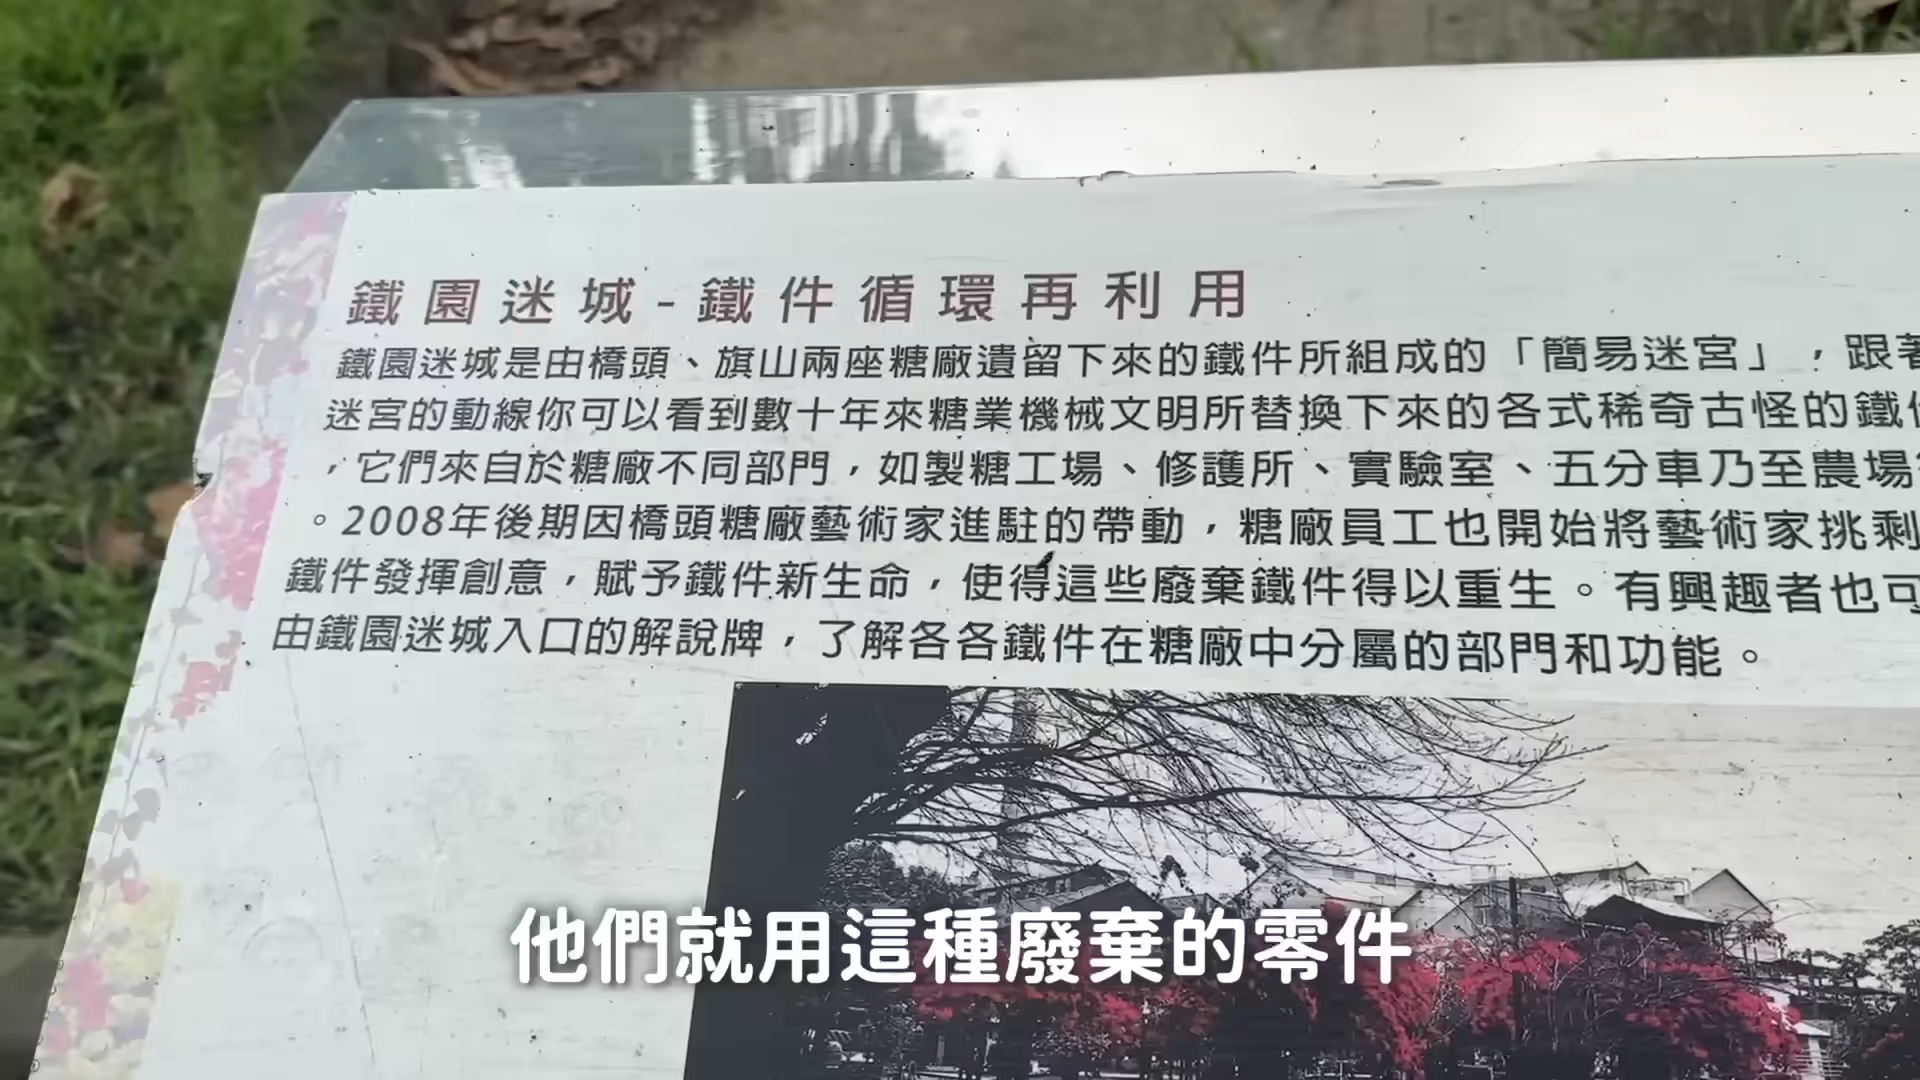 鐵園迷城-鐵件循環再利用
鐵園迷城是由橋頭、旗山兩座糖廠遺留下來的鐵件所組成的「簡易迷宮」，跟著
迷宮的動線你可以看到數十年來糖業機械文明所替換下來的各式稀奇古怪的鐵件
，它們來自於糖廠不同部門，如製糖工場、修護所、實驗室、五分車乃至農場
。2008年後期因橋頭糖廠藝術家進駐的帶動，糖廠員工也開始將藝術家挑剩
鐵件發揮創意，賦予鐵件新生命，使得這些廢棄鐵件得以重生。有興趣者也可
由鐵園迷城入口的解說牌，了解各各鐵件在糖廠中分屬的部門和功能。
他們就用這種廢棄的零件